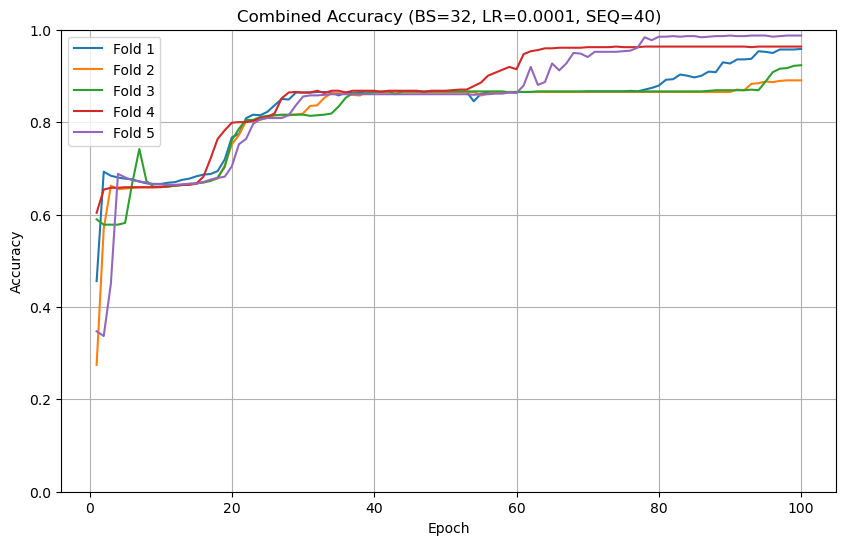 Combined Accuracy (BS=32, LR=0.0001, SEQ=40)
1.0
Fold 1
Fold 2
Fold 3
Fold 4
Fold 5
0.8
0.6
Accuracy
0.4
0.2
0.0
0 20 40 60 80 100
Epoch